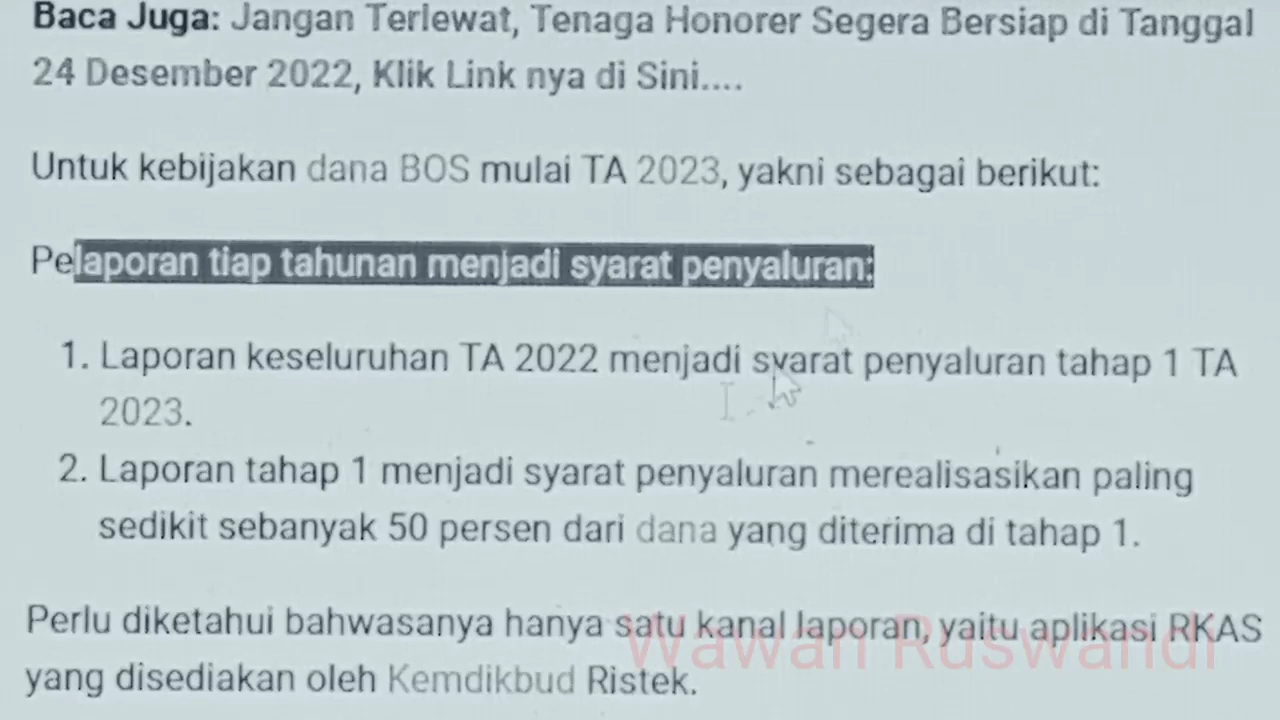 Baca Juga: Jangan Terlewat, Tenaga Honorer Segera Bersiap di Tanggal
24 Desember 2022, Klik Link nya di Sini....
Untuk kebijakan dana BOS mulai TA 2023, yakni sebagai berikut:
Pelaporan tiap tahunan menjadi syarat penyaluran:
1. Laporan keseluruhan TA 2022 menjadi syarat penyaluran tahap 1 TA
2023.
2. Laporan tahap 1 menjadi syarat penyaluran merealisasikan paling
sedikit sebanyak 50 persen dari dana yang diterima di tahap 1.
Perlu diketahui bahwasanya hanya satu kanal laporan, yaitu aplikasi RKAS
yang disediakan oleh Kemdikbud Ristek.
Wawan Ruswandi